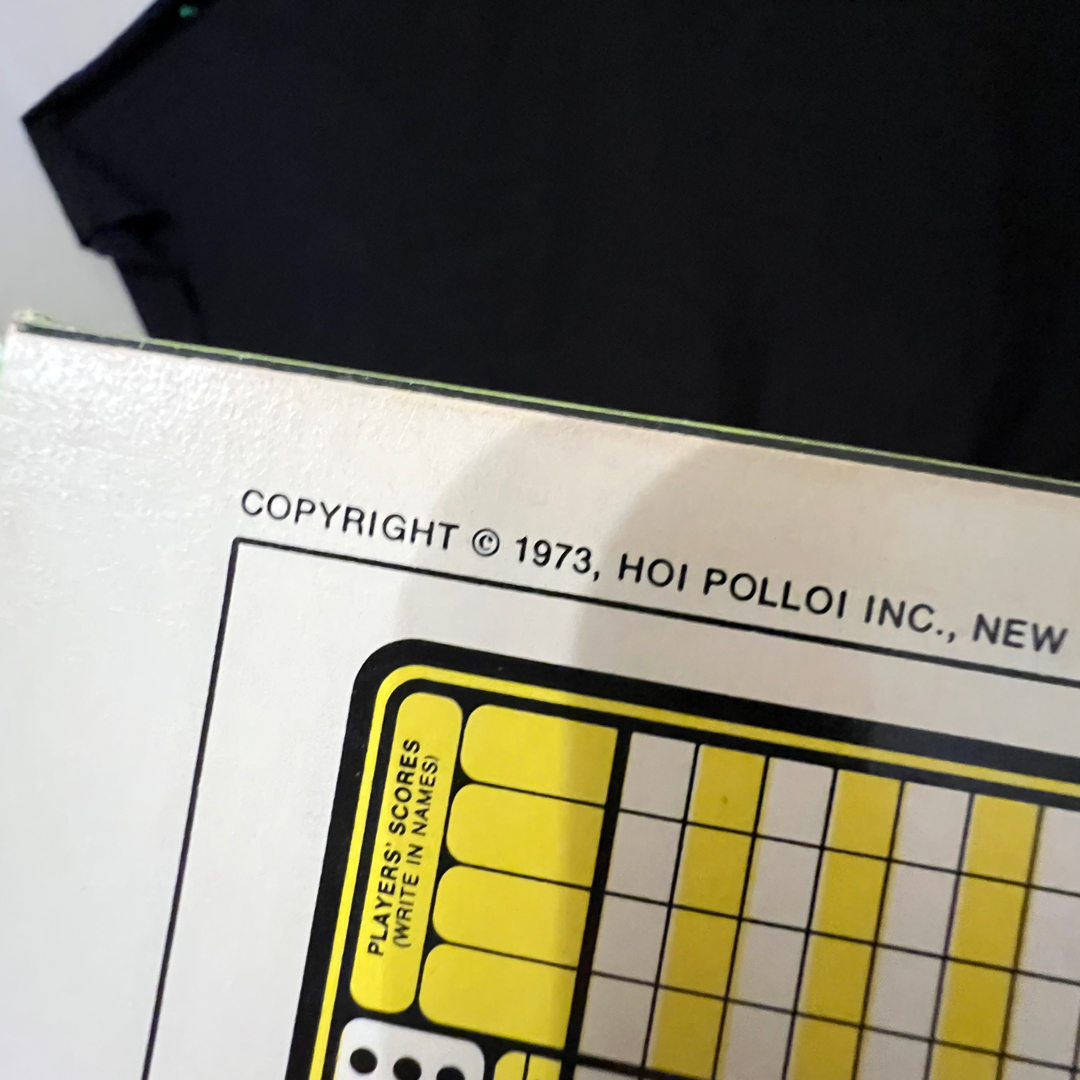 COPYRIGHT © 1973, HOI POLLOI INC., NEW
PLAYERS' SCORES
(WRITE IN NAMES)